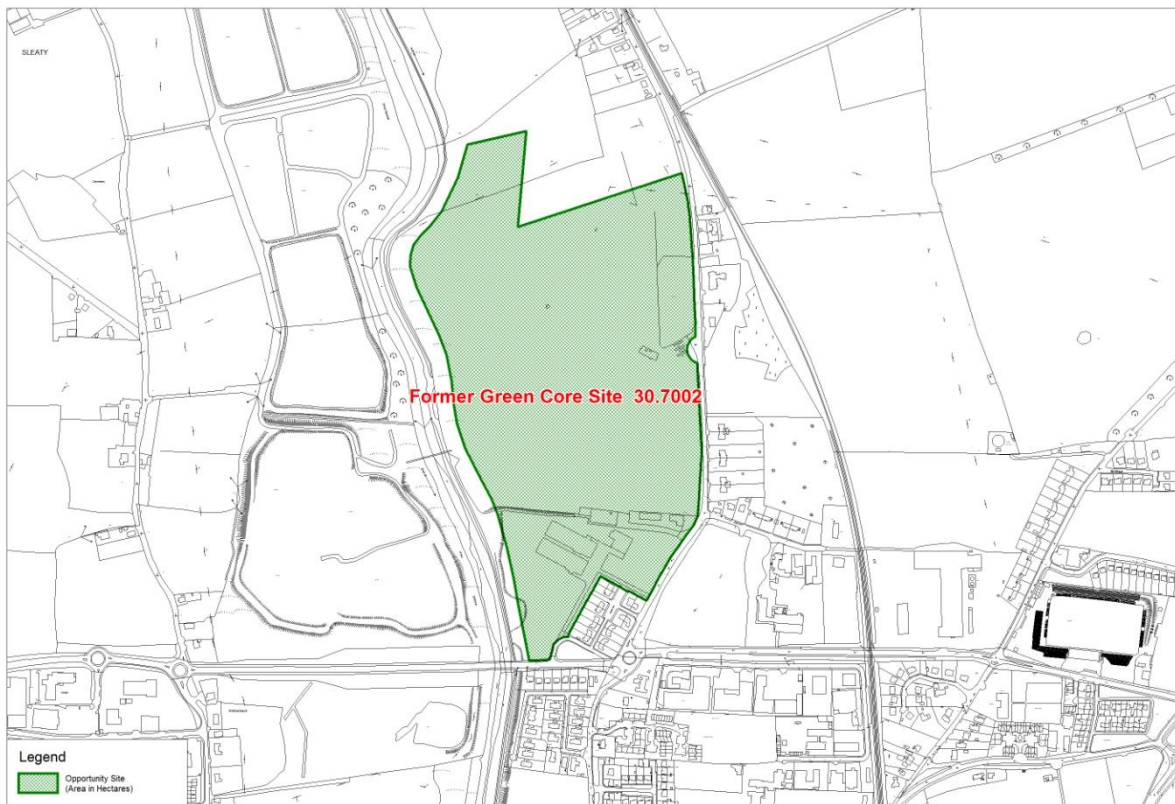 SLEATY
Former Green Core Site 30.7002
Legend
Opportunity Site
(Area in Hectares)